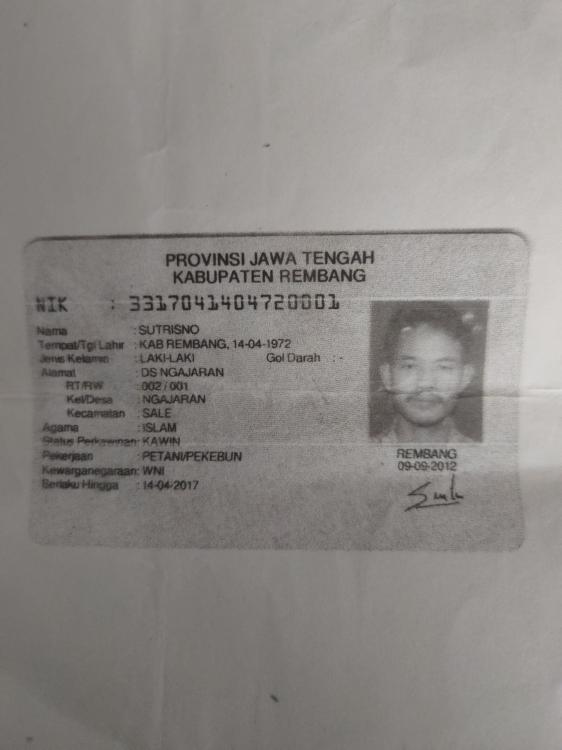 PROVINSI JAWA TENGAH
KABUPATEN REMBANG
NIK : 3317041404720001
Nama : SUTRISNO
Tempat/Tgl Lahir : KAB REMBANG, 14-04-1972
Jenis Kelamin : LAKI-LAKI Gol Darah : -
Alamat : DS NGAJARAN
RT/RW : 002 / 001
Kel/Desa : NGAJARAN
Kecamatan : SALE
Agama : ISLAM
Status Perkawinan: KAWIN
Pekerjaan : PETANI/PEKEBUN
Kewarganegaraan: WNI
Berlaku Hingga : 14-04-2017
REMBANG
09-09-2012